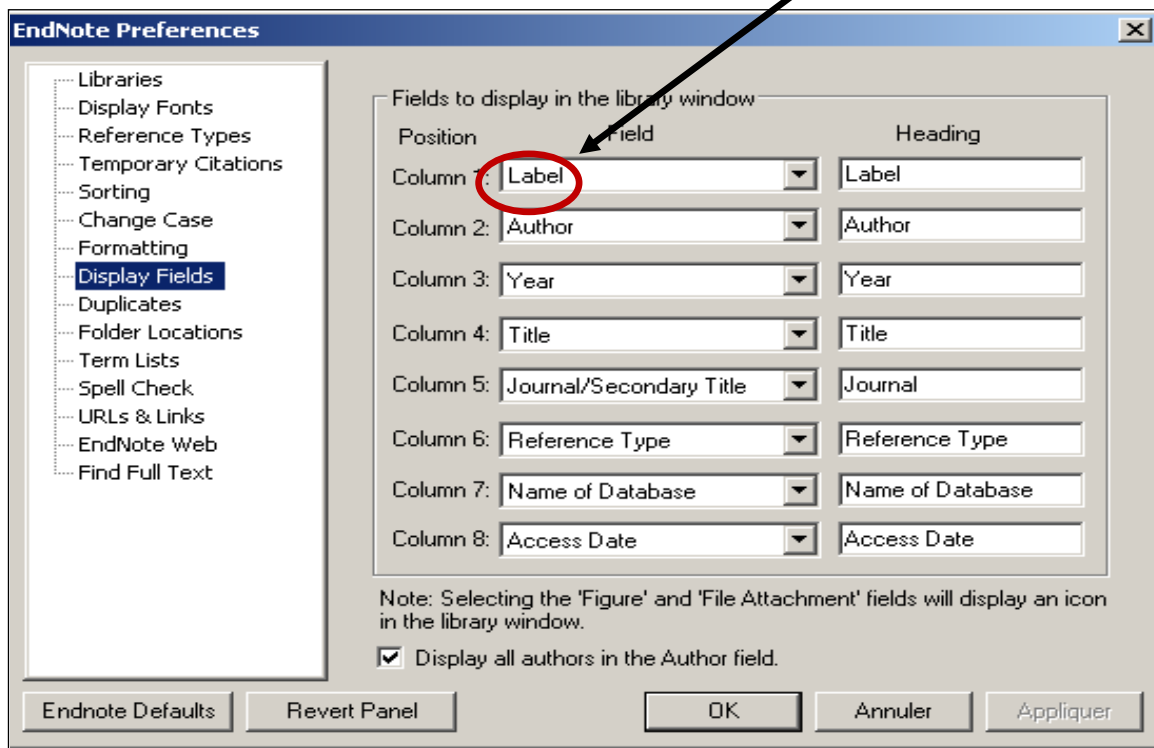 EndNote Preferences
Libraries
Display Fonts
Reference Types
Temporary Citations
Sorting
Change Case
Formatting
Display Fields
Duplicates
Folder Locations
Term Lists
Spell Check
URLs & Links
EndNote Web
Find Full Text
Fields to display in the library window
Position Field Heading
Column 1: Label Label
Column 2: Author Author
Column 3: Year Year
Column 4: Title Title
Column 5: Journal/Secondary Title Journal
Column 6: Reference Type Reference Type
Column 7: Name of Database Name of Database
Column 8: Access Date Access Date
Note: Selecting the 'Figure' and 'File Attachment' fields will display an icon
in the library window.
Display all authors in the Author field.
Endnote Defaults Revert Panel OK Annuler Appliquer